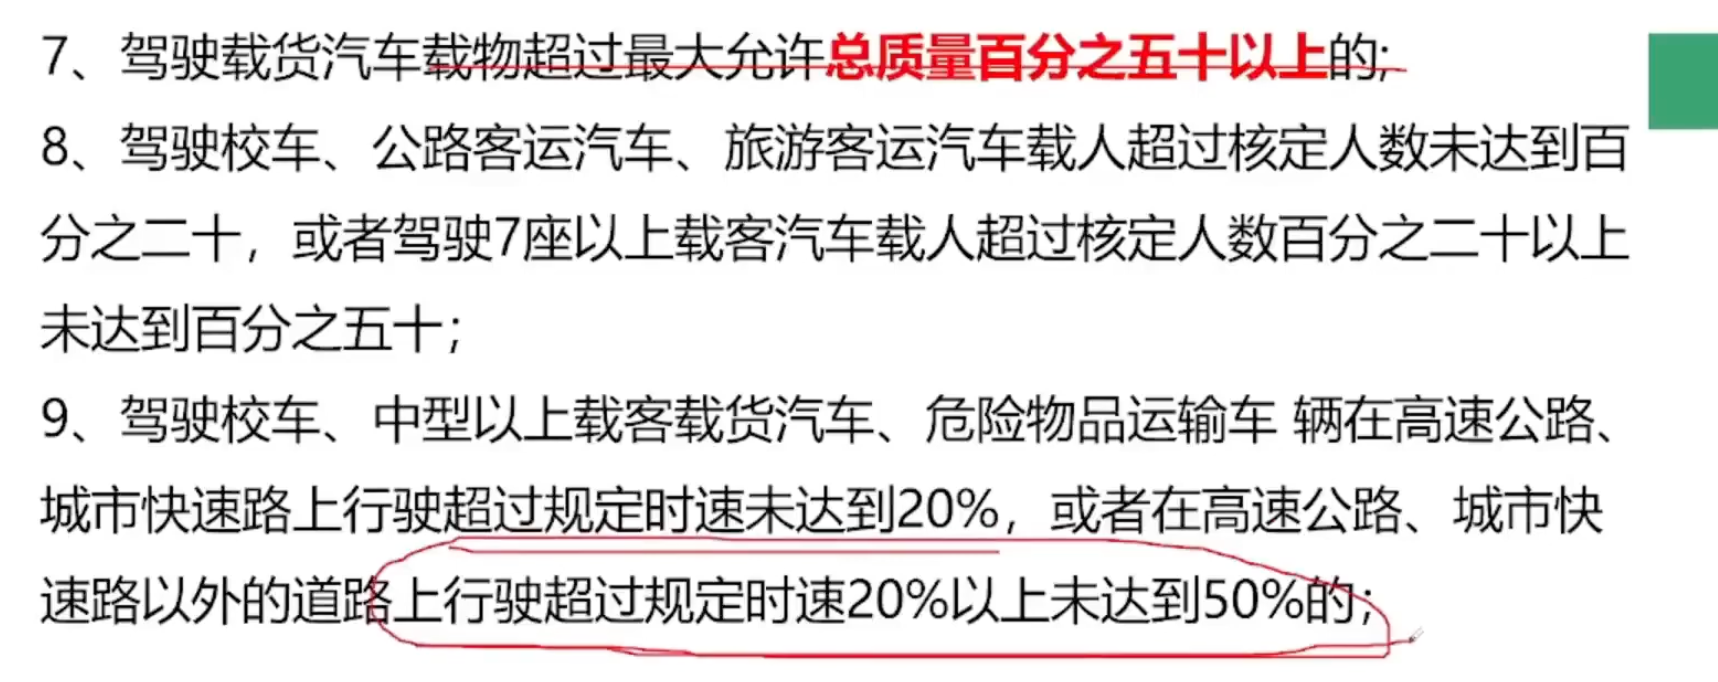 7、驾驶载货汽车载物超过最大允许总质量百分之五十以上的;
8、驾驶校车、公路客运汽车、旅游客运汽车载人超过核定人数未达到百
分之二十，或者驾驶7座以上载客汽车载人超过核定人数百分之二十以上
未达到百分之五十；
9、驾驶校车、中型以上载客载货汽车、危险物品运输车 辆在高速公路、
城市快速路上行驶超过规定时速未达到20%，或者在高速公路、城市快
速路以外的道路上行驶超过规定时速20%以上未达到50%的；